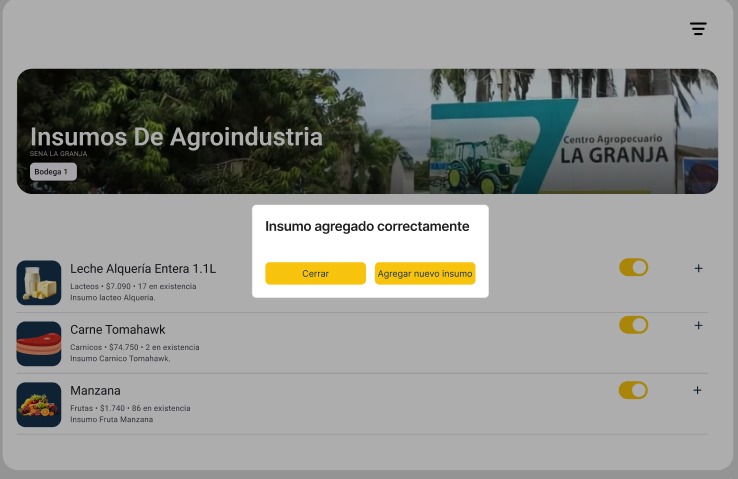 Insumos De Agroindustria
SENA LA GRANJA
Bodega 1
Centro Agropecuario
LA GRANJA
Insumo agregado correctamente
Cerrar
Agregar nuevo insumo
Leche Alquería Entera 1.1L
Lacteos • $7.090 • 17 en existencia
Insumo lacteo Alqueria.
Carne Tomahawk
Carnicos • $74.750 • 2 en existencia
Insumo Carnico Tomahawk.
Manzana
Frutas • $1.740 • 86 en existencia
Insumo Fruta Manzana